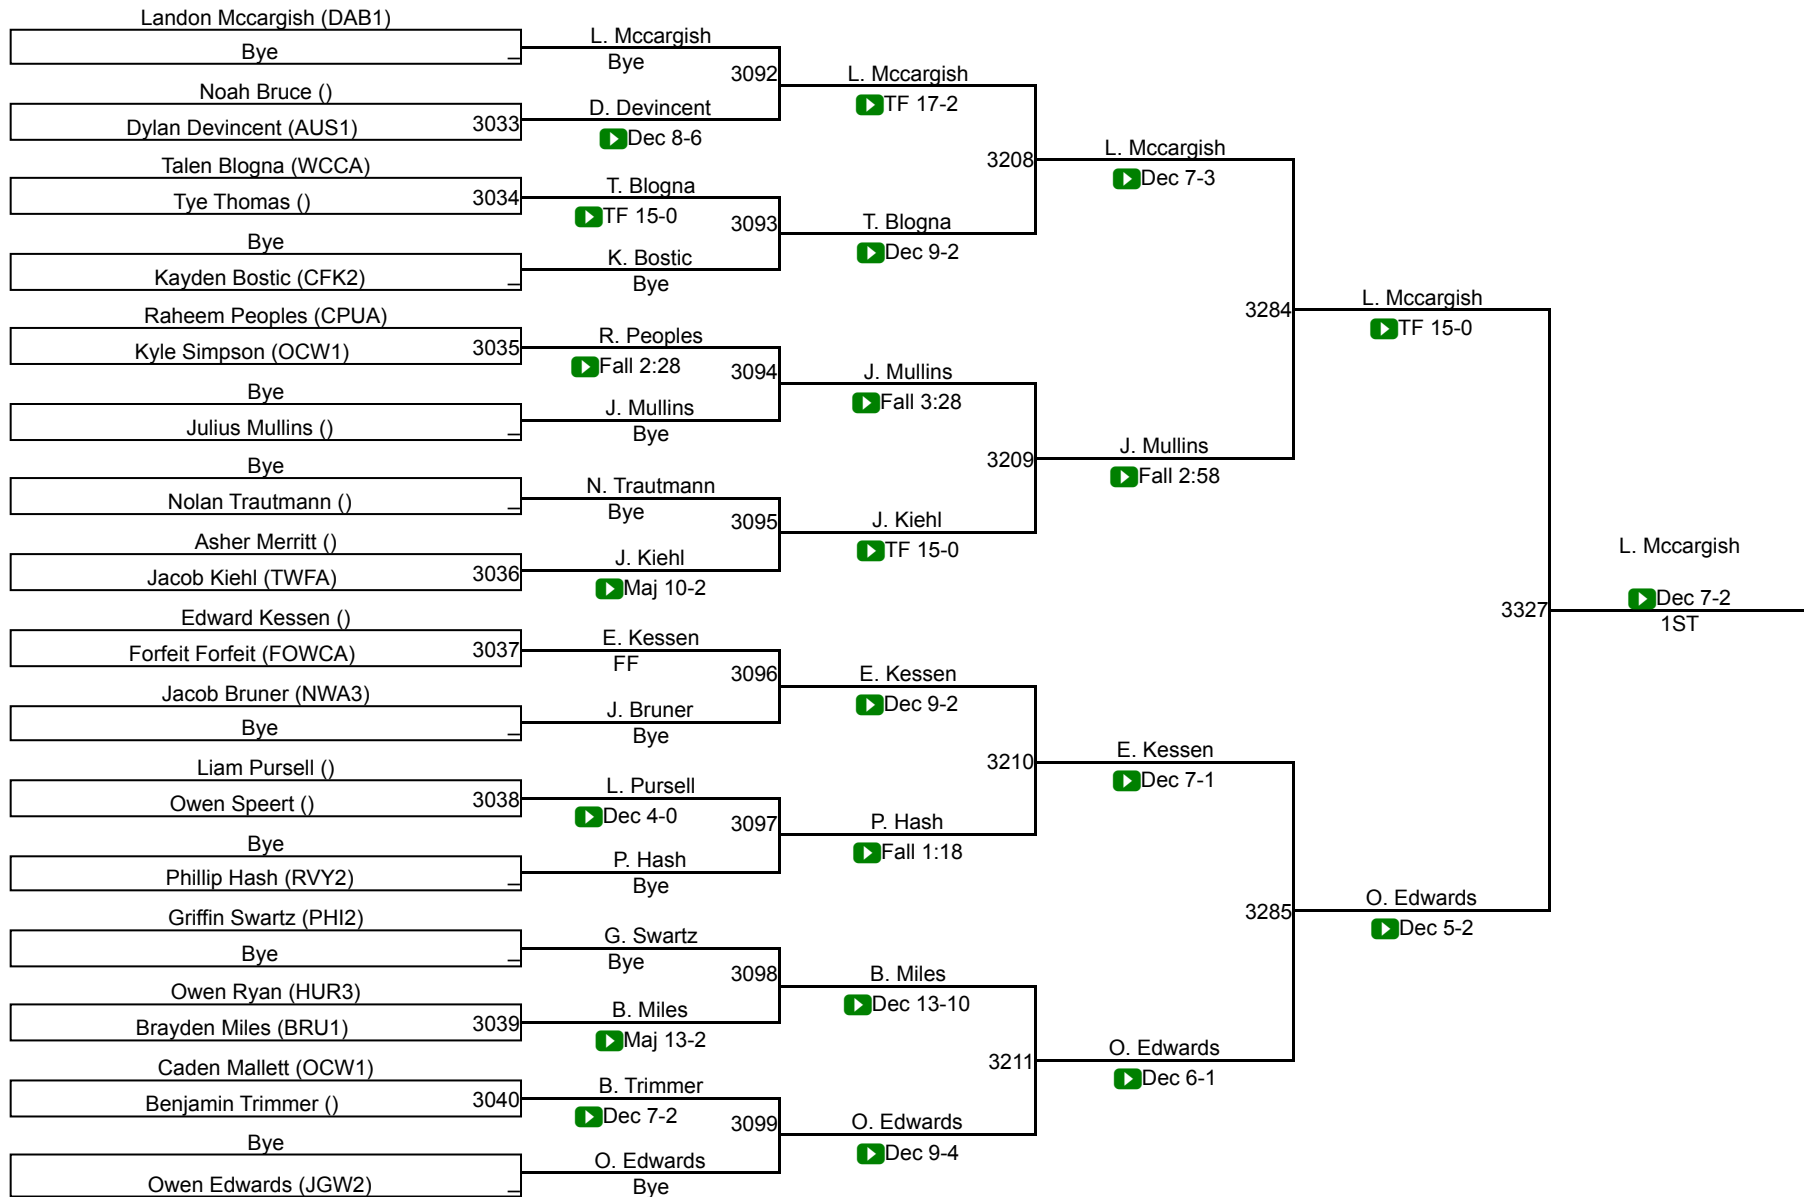 Landon Mccargish (DAB1)
Bye
Noah Bruce ()
Dylan Devincent (AUS1)
3033
Talen Blogna (WCCA)
Tye Thomas ()
3034
Bye
Kayden Bostic (CFK2)
Raheem Peoples (CPUA)
Kyle Simpson (OCW1)
3035
Bye
Julius Mullins ()
Bye
Nolan Trautmann ()
Asher Merritt ()
Jacob Kiehl (TWFA)
3036
Edward Kessen ()
Forfeit Forfeit (FOWCA)
3037
Jacob Bruner (NWA3)
Bye
Liam Pursell ()
Owen Speert ()
3038
Bye
Phillip Hash (RVY2)
Griffin Swartz (PHI2)
Bye
Owen Ryan (HUR3)
Brayden Miles (BRU1)
3039
Caden Mallett (OCW1)
Benjamin Trimmer ()
3040
Bye
Owen Edwards (JGW2)
L. Mccargish
Bye
3092
D. Devincent
Dec 8-6
T. Blogna
TF 15-0
3093
K. Bostic
Bye
R. Peoples
Fall 2:28
3094
J. Mullins
Bye
N. Trautmann
Bye
3095
J. Kiehl
Maj 10-2
E. Kessen
FF
3096
J. Bruner
Bye
L. Pursell
Dec 4-0
3097
P. Hash
Bye
G. Swartz
Bye
3098
B. Miles
Maj 13-2
B. Trimmer
Dec 7-2
3099
O. Edwards
Bye
L. Mccargish
TF 17-2
3208
T. Blogna
Dec 9-2
J. Mullins
Fall 3:28
3209
J. Kiehl
TF 15-0
E. Kessen
Dec 9-2
3210
P. Hash
Fall 1:18
B. Miles
Dec 13-10
3211
O. Edwards
Dec 9-4
L. Mccargish
Dec 7-3
3284
J. Mullins
Fall 2:58
E. Kessen
Dec 7-1
3285
O. Edwards
Dec 6-1
L. Mccargish
TF 15-0
3327
O. Edwards
Dec 5-2
L. Mccargish
Dec 7-2
1ST